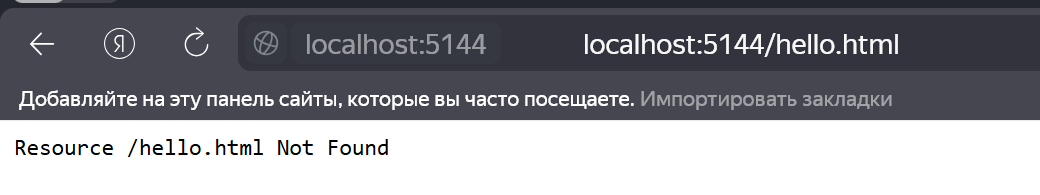 Я localhost:5144 localhost:5144/hello.html
Добавляйте на эту панель сайты, которые вы часто посещаете. Импортировать закладки
Resource /hello.html Not Found